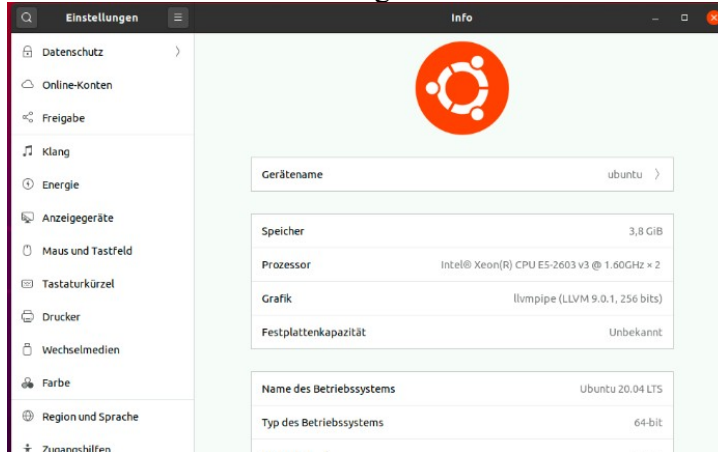 Einstellungen
Info
Datenschutz
Online-Konten
Freigabe
Klang
Energie
Anzeigegeräte
Maus und Tastfeld
Tastaturkürzel
Drucker
Wechselmedien
Farbe
Region und Sprache
Zugangshilfen
Gerätename ubuntu
Speicher 3,8 GiB
Prozessor Intel® Xeon(R) CPU E5-2603 v3 @ 1.60GHz × 2
Grafik llvmpipe (LLVM 9.0.1, 256 bits)
Festplattenkapazität Unbekannt
Name des Betriebssystems Ubuntu 20.04 LTS
Typ des Betriebssystems 64-bit